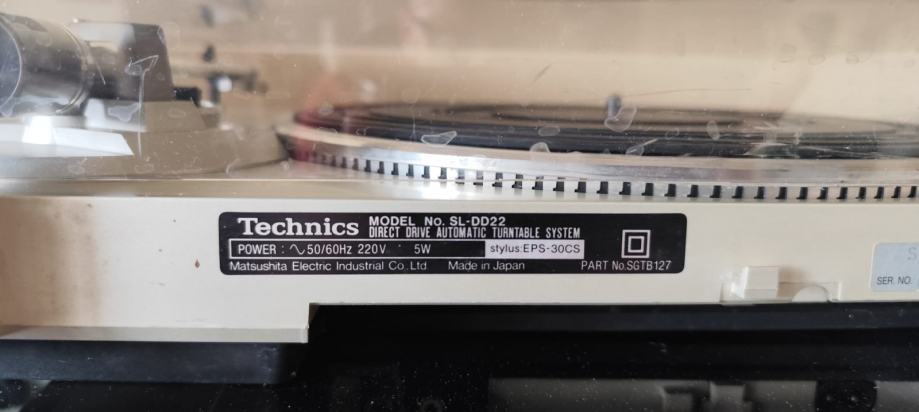 Technics MODEL No. SL-DD22
DIRECT DRIVE AUTOMATIC TURNTABLE SYSTEM
POWER : ∿50/60Hz 220V 5W stylus:EPS-30CS
Matsushita Electric Industrial Co.,Ltd Made in Japan PART No.SGTB127
S
SER. NO.